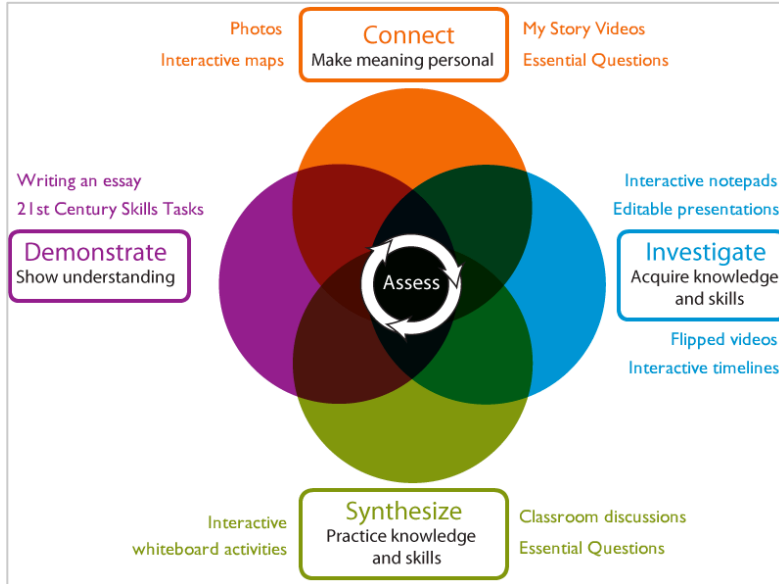 Photos
Interactive maps
Connect
Make meaning personal
My Story Videos
Essential Questions
Writing an essay
21st Century Skills Tasks
Demonstrate
Show understanding
Assess
Interactive notepads
Editable presentations
Investigate
Acquire knowledge
and skills
Flipped videos
Interactive timelines
Interactive
whiteboard activities
Synthesize
Practice knowledge
and skills
Classroom discussions
Essential Questions